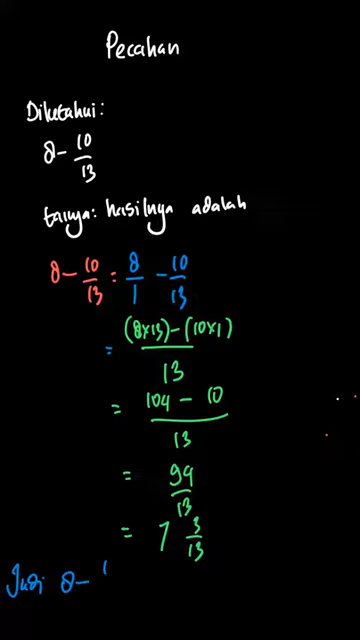 Pecahan
Diketahui:
8 - 10/13
tanya: hasilnya adalah
8 - 10/13 = 8/1 - 10/13
= (8×13) - (10×1) / 13
= 104 - 10 / 13
= 94/13
= 7 3/13
Jadi 8 -